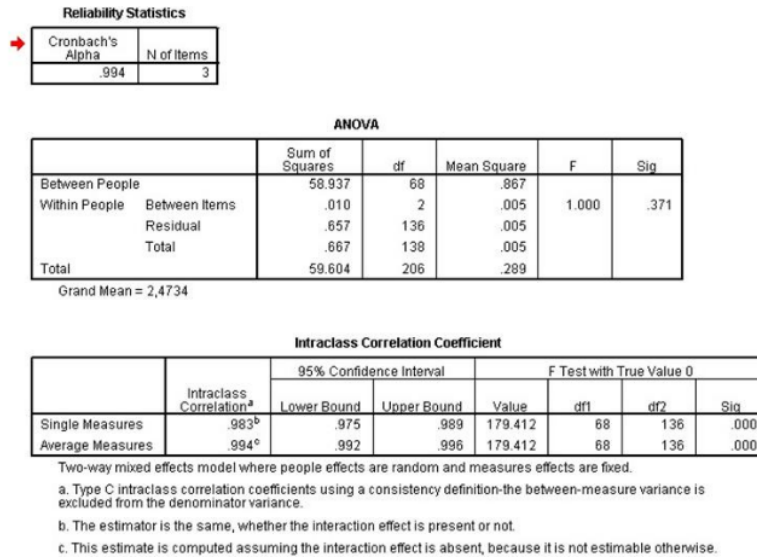 Reliability Statistics
Cronbach's Alpha N of Items
.994 3
ANOVA
Sum of Squares df Mean Square F Sig
Between People 58.937 68 .867
Within People Between Items .010 2 .005 1.000 .371
Residual .657 136 .005
Total .667 138 .005
Total 59.604 206 .289
Grand Mean = 2,4734
Intraclass Correlation Coefficient
95% Confidence Interval F Test with True Value 0
Intraclass Correlationᵃ Lower Bound Upper Bound Value df1 df2 Sig
Single Measures .983ᵇ .975 .989 179.412 68 136 .000
Average Measures .994ᶜ .992 .996 179.412 68 136 .000
Two-way mixed effects model where people effects are random and measures effects are fixed.
a. Type C intraclass correlation coefficients using a consistency definition-the between-measure variance is
excluded from the denominator variance.
b. The estimator is the same, whether the interaction effect is present or not.
c. This estimate is computed assuming the interaction effect is absent, because it is not estimable otherwise.